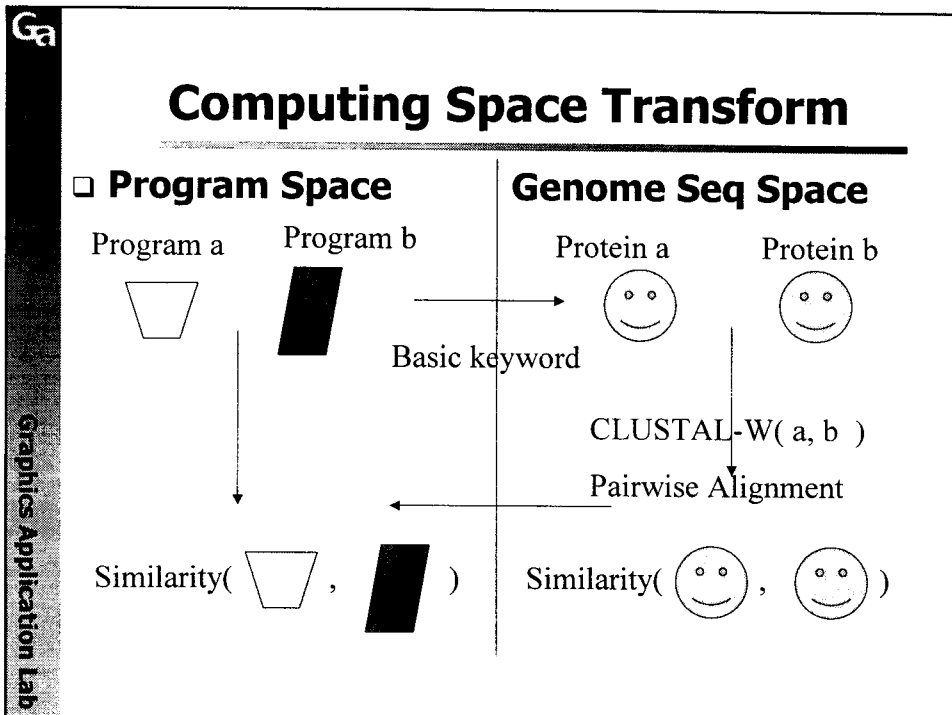 Ga
Computing Space Transform
❑ Program Space
Genome Seq Space
Program a
Program b
Protein a
Protein b
Basic keyword
CLUSTAL-W( a, b )
Pairwise Alignment
Similarity( , )
Similarity( , )
Graphics Application Lab